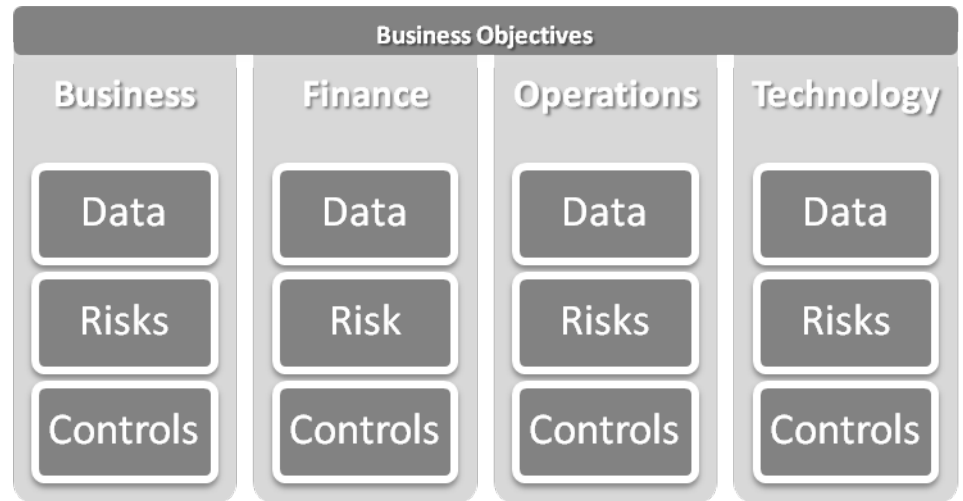 Business Objectives
Business Finance Operations Technology
Data Data Data Data
Risks Risk Risks Risks
Controls Controls Controls Controls